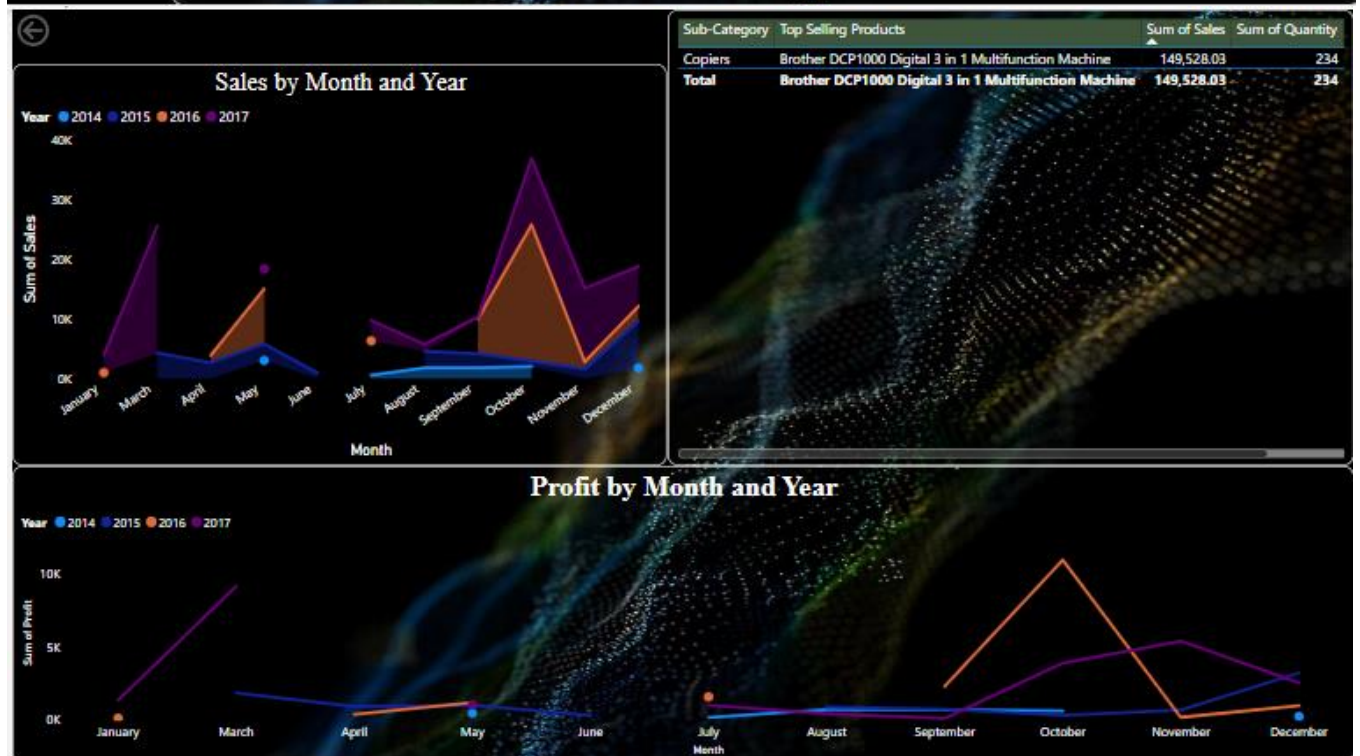 Sales by Month and Year
Year 2014 2015 2016 2017
40K
30K
20K
10K
0K
Sum of Sales
January March April May June July August September October November December
Month
Sub-Category Top Selling Products Sum of Sales Sum of Quantity
Copiers Brother DCP1000 Digital 3 in 1 Multifunction Machine 149,528.03 234
Total Brother DCP1000 Digital 3 in 1 Multifunction Machine 149,528.03 234
Profit by Month and Year
Year 2014 2015 2016 2017
10K
5K
0K
Sum of Profit
January March April May June July August September October November December
Month